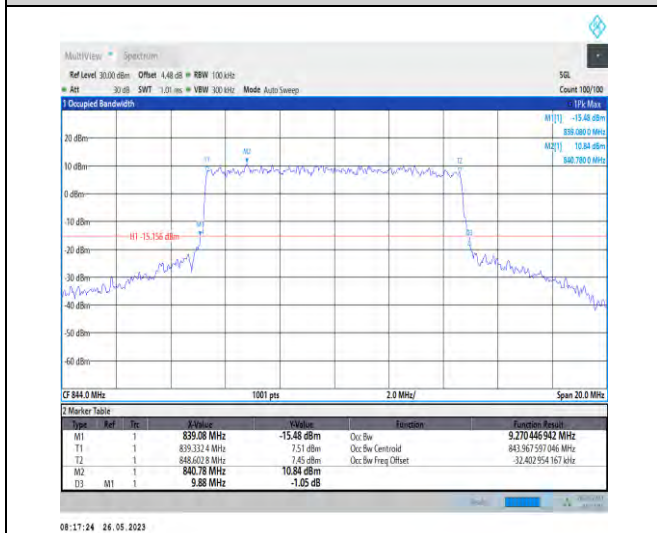 MultiView Spectrum
Ref Level 30.00 dBm Offset 4.48 dB RBW 100 kHz SGL
Att 30 dB SWT 1.01 ms VBW 300 kHz Mode Auto Sweep Count 100/100
1 Occupied Bandwidth 1Pk Max
M1[1] -15.48 dBm
839.080 0 MHz
M2[1] 10.84 dBm
840.780 0 MHz
20 dBm
M2
T1
T2
10 dBm
0 dBm
-10 dBm
M1
H1 -15.156 dBm
D3
-20 dBm
-30 dBm
-40 dBm
-50 dBm
-60 dBm
CF 844.0 MHz 1001 pts 2.0 MHz/ Span 20.0 MHz
2 Marker Table
Type Ref Trc X-Value Y-Value Function Function Result
M1 1 839.08 MHz -15.48 dBm Occ Bw 9.270 446 942 MHz
T1 1 839.332 4 MHz 7.51 dBm Occ Bw Centroid 843.967 597 046 MHz
T2 1 848.602 8 MHz 7.45 dBm Occ Bw Freq Offset -32.402 954 167 kHz
M2 1 840.78 MHz 10.84 dBm
D3 M1 1 9.88 MHz -1.05 dB
08:17:24 26.05.2023